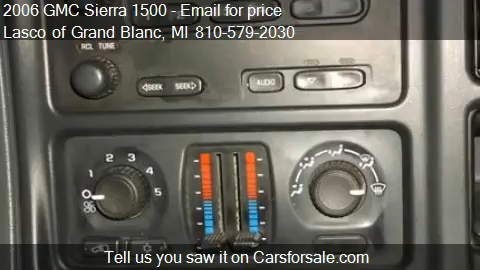 2006 GMC Sierra 1500 - Email for price
Lasco of Grand Blanc, MI 810-579-2030
RCL TUNE
SEEK SEEK
AUDIO
1 2 3 4 5
Tell us you saw it on Carsforsale.com